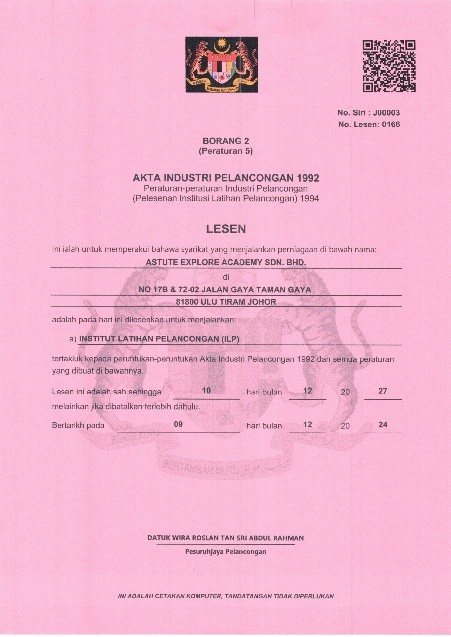 No. Siri : J00003
No. Lesen: 0166
BORANG 2
(Peraturan 5)
AKTA INDUSTRI PELANCONGAN 1992
Peraturan-peraturan Industri Pelancongan
(Pelesenan Institusi Latihan Pelancongan) 1994
LESEN
Ini ialah untuk memperakui bahawa syarikat yang menjalankan perniagaan di bawah nama:
ASTUTE EXPLORE ACADEMY SDN. BHD.
di
NO 17B & 72-02 JALAN GAYA TAMAN GAYA
81800 ULU TIRAM JOHOR
adalah pada hari ini dilesenkan untuk menjalankan:
a) INSTITUT LATIHAN PELANCONGAN (ILP)
tertakluk kepada peruntukan-peruntukan Akta Industri Pelancongan 1992 dan semua peraturan
yang dibuat di bawahnya.
Lesen ini adalah sah sehingga 10 hari bulan 12 20 27
melainkan jika dibatalkan terlebih dahulu.
Bertarikh pada 09 hari bulan 12 20 24
BERTAMBAH MUTU
DATUK WIRA ROSLAN TAN SRI ABDUL RAHMAN
Pesuruhjaya Pelancongan
INI ADALAH CETAKAN KOMPUTER, TANDATANGAN TIDAK DIPERLUKAN